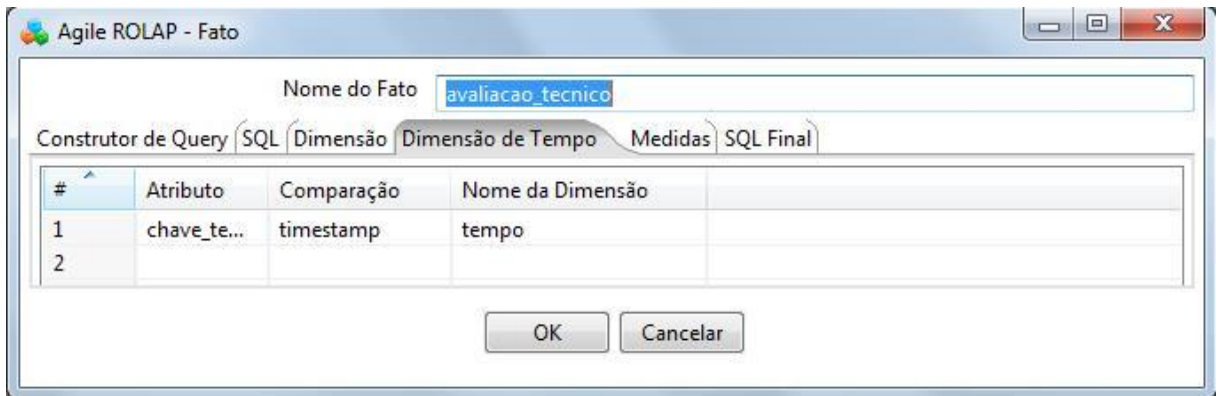 Agile ROLAP - Fato
Nome do Fato avaliacao_tecnico
Construtor de Query SQL Dimensão Dimensão de Tempo Medidas SQL Final
# Atributo Comparação Nome da Dimensão
1 chave_te... timestamp tempo
2
OK Cancelar